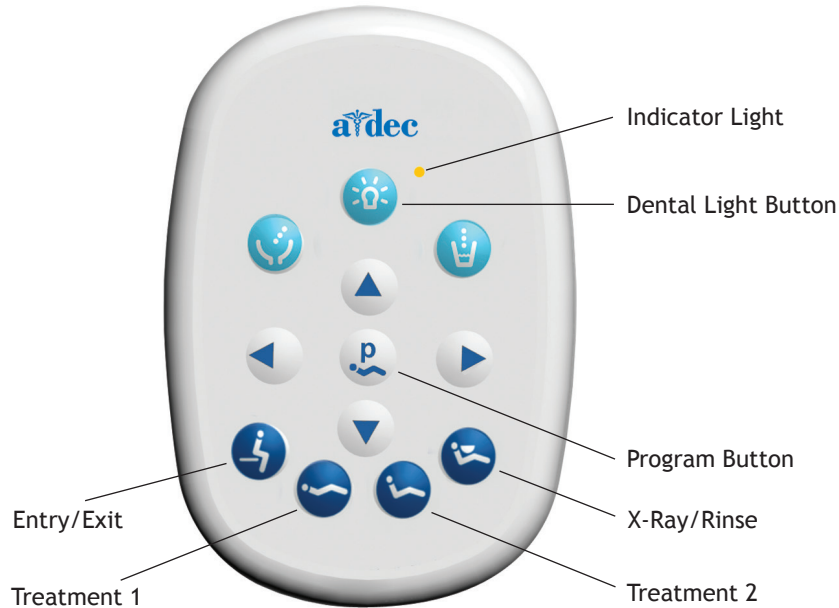 a dec
Indicator Light
Dental Light Button
p
Program Button
Entry/Exit
X-Ray/Rinse
Treatment 1
Treatment 2